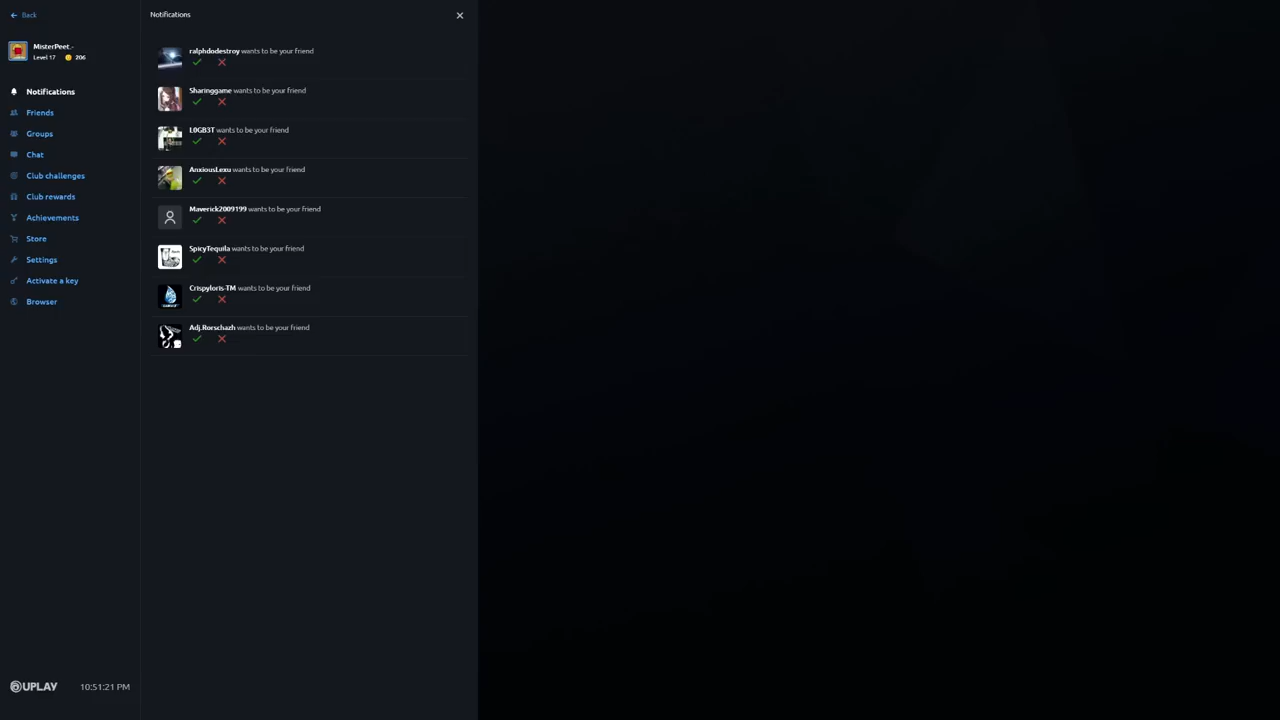 Back
Notifications
MisterPeet.-
Level 17 206
Notifications
Friends
Groups
Chat
Club challenges
Club rewards
Achievements
Store
Settings
Activate a key
Browser
ralphdodestroy wants to be your friend
Sharinggame wants to be your friend
L0GB3T wants to be your friend
AnxiousLexu wants to be your friend
Maverick2009199 wants to be your friend
SpicyTequila wants to be your friend
Crispyloris-TM wants to be your friend
Adj.Rorschazh wants to be your friend
UPLAY 10:51:21 PM